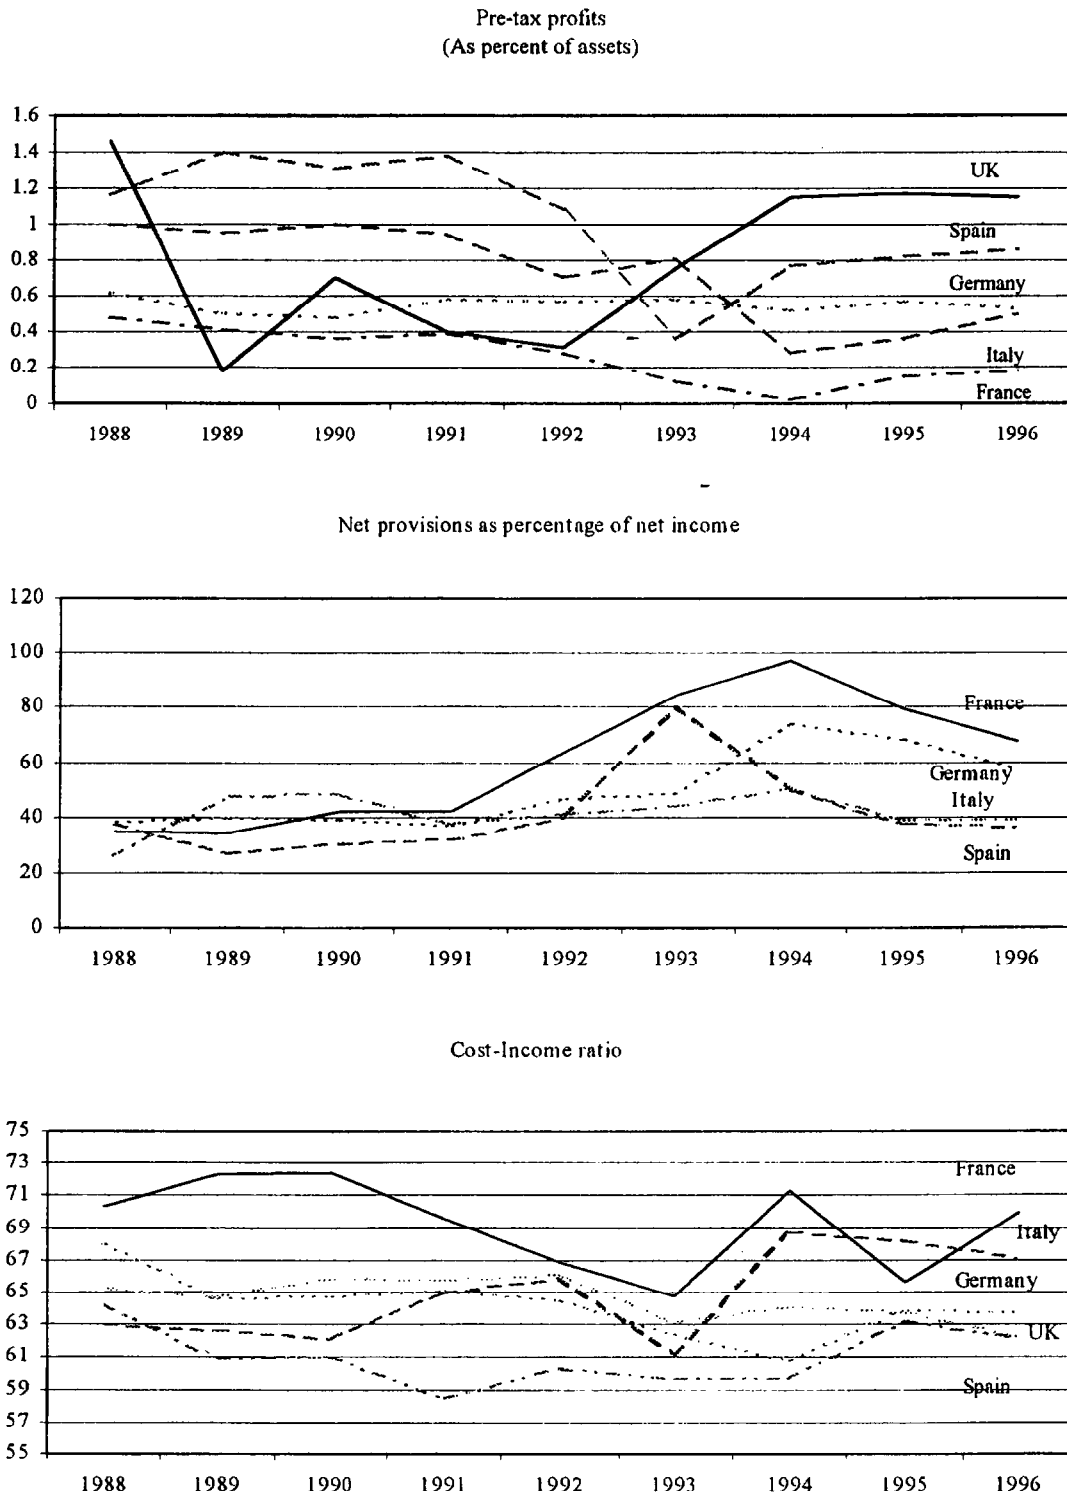 Pre-tax profits
(As percent of assets)
1.6
1.4
1.2
1
0.8
0.6
0.4
0.2
0
UK
Spain
Germany
Italy
France
1988 1989 1990 1991 1992 1993 1994 1995 1996
Net provisions as percentage of net income
120
100
80
60
40
20
0
France
Germany
Italy
Spain
1988 1989 1990 1991 1992 1993 1994 1995 1996
Cost-Income ratio
75
73
71
69
67
65
63
61
59
57
55
France
Italy
Germany
UK
Spain
1988 1989 1990 1991 1992 1993 1994 1995 1996